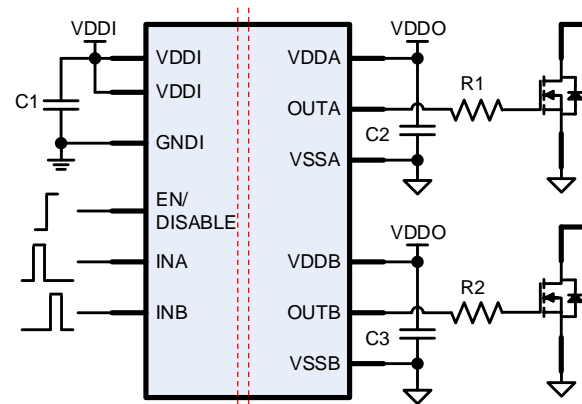 VDDI
VDDO
VDDI
VDDA
VDDI
R1
C1
OUTA
C2
GNDI
VSSA
EN/
DISABLE
VDDO
INA
VDDB
R2
INB
OUTB
C3
VSSB